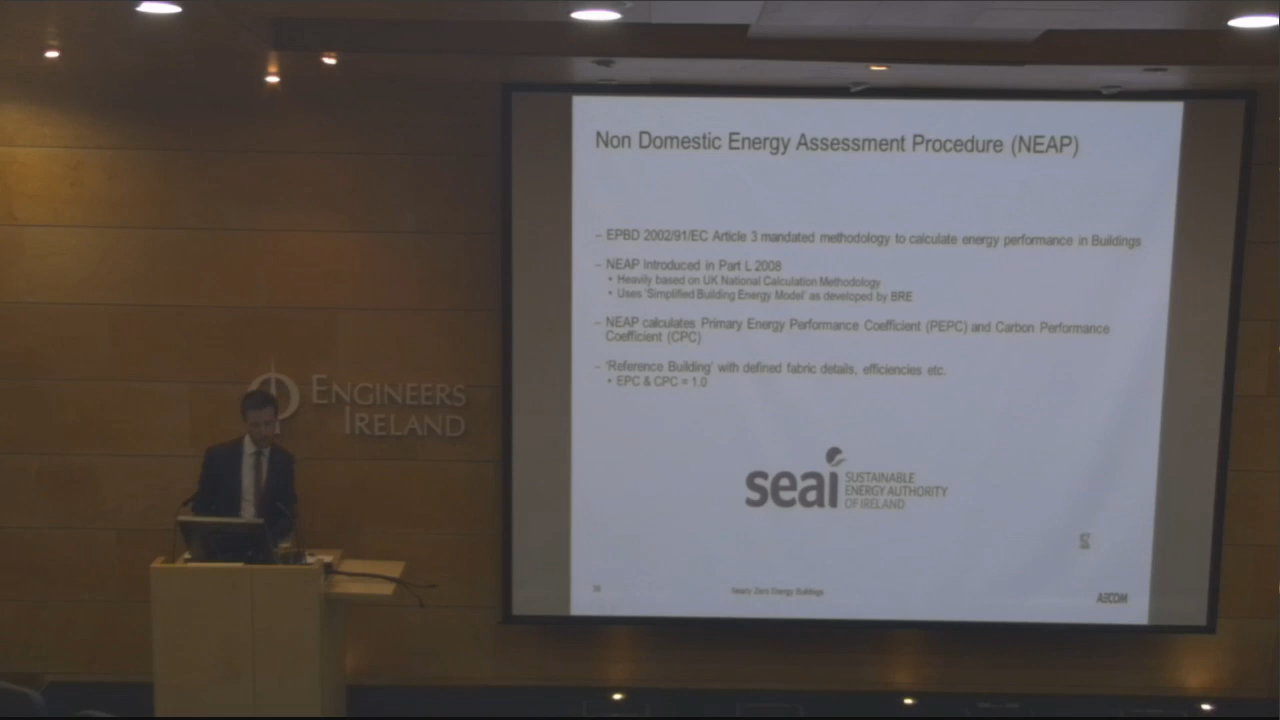 Non Domestic Energy Assessment Procedure (NEAP)
– EPBD 2002/91/EC Article 3 mandated methodology to calculate energy performance in Buildings
– NEAP Introduced in Part L 2008
• Heavily based on UK National Calculation Methodology
• Uses 'Simplified Building Energy Model' as developed by BRE
– NEAP calculates Primary Energy Performance Coefficient (PEPC) and Carbon Performance
Coefficient (CPC)
– 'Reference Building' with defined fabric details, efficiencies etc.
• EPC & CPC = 1.0
ENGINEERS
IRELAND
seai SUSTAINABLE
ENERGY AUTHORITY
OF IRELAND
Nearly Zero Energy Buildings
AECOM